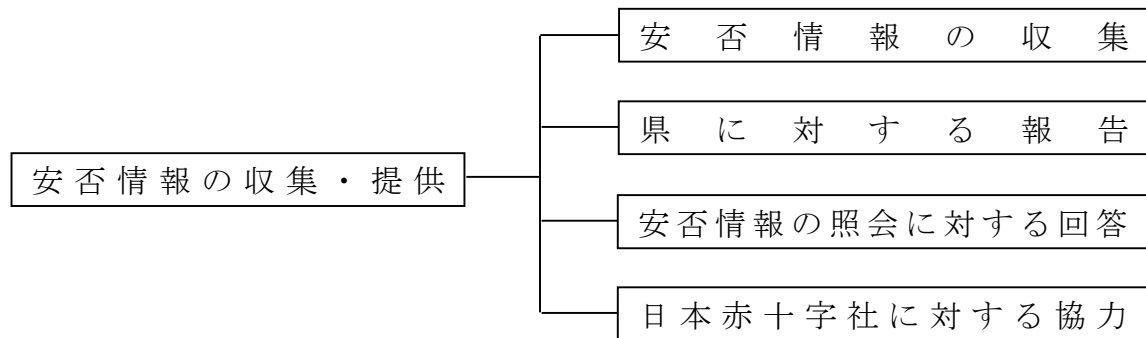 安否情報の収集・提供
安否情報の収集
県に対する報告
安否情報の照会に対する回答
日本赤十字社に対する協力